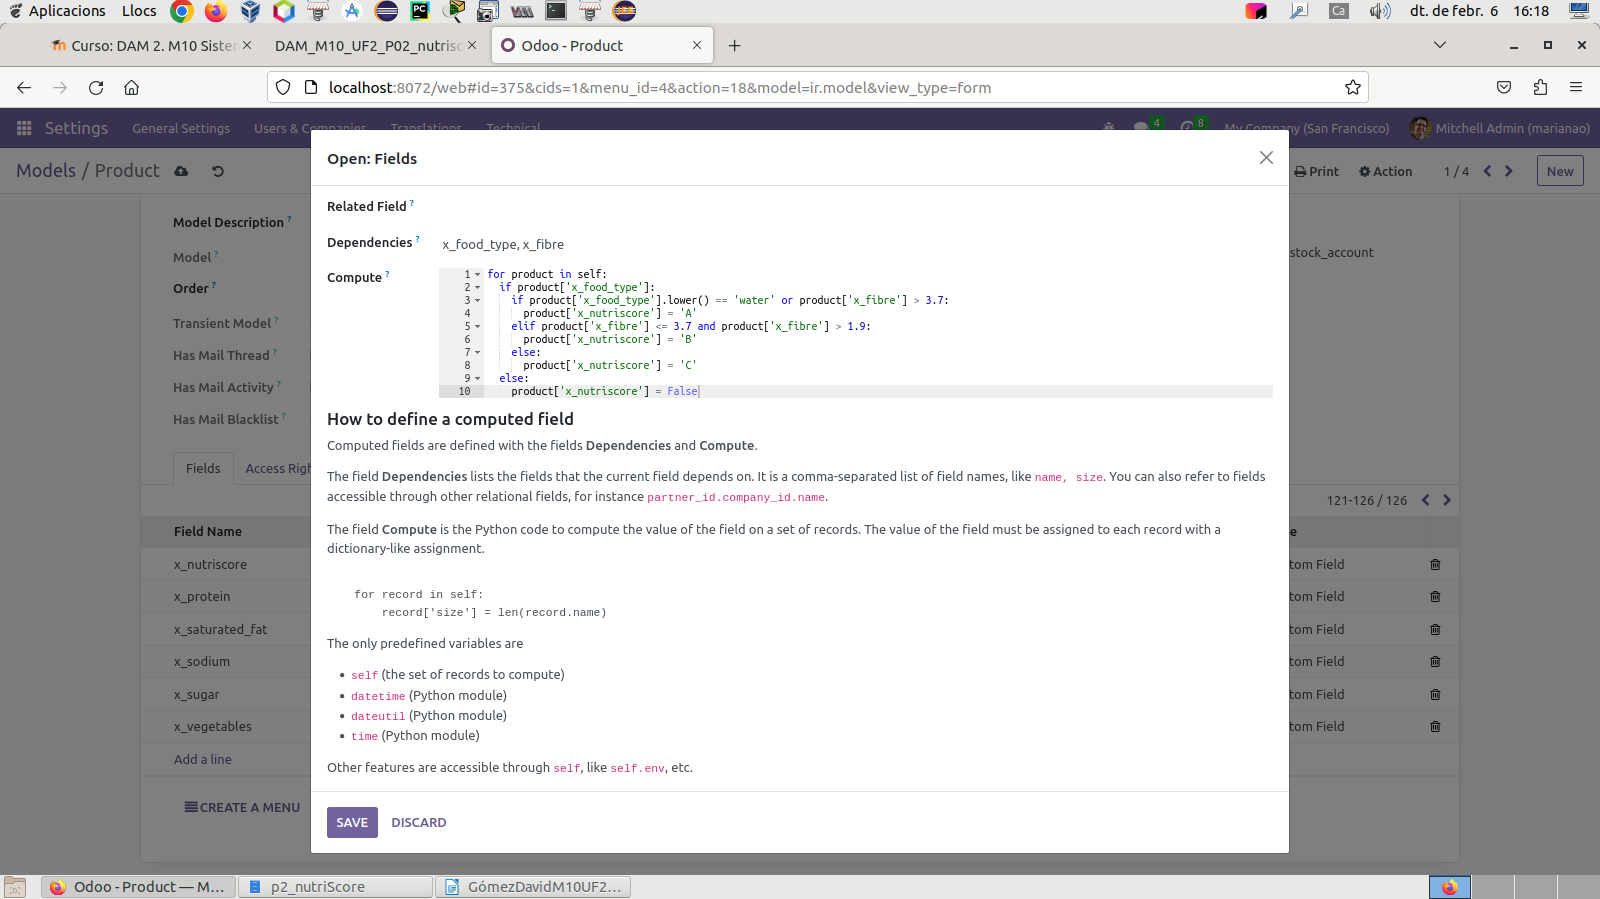 Aplicacions Llocs PC Ca dt. de febr. 6 16:18
Curso: DAM 2. M10 Sister DAM_M10_UF2_P02_nutrisc Odoo - Product
localhost:8072/web#id=375&cids=1&menu_id=4&action=18&model=ir.model&view_type=form
Settings General Settings Users & Companies Translations Technical 4 8 My Company (San Francisco) Mitchell Admin (marianao)
Models / Product Print Action 1 / 4 New
Open: Fields
Related Field ?
Dependencies ? x_food_type, x_fibre
Compute ?
1 for product in self:
2 if product['x_food_type']:
3 if product['x_food_type'].lower() == 'water' or product['x_fibre'] > 3.7:
4 product['x_nutriscore'] = 'A'
5 elif product['x_fibre'] <= 3.7 and product['x_fibre'] > 1.9:
6 product['x_nutriscore'] = 'B'
7 else:
8 product['x_nutriscore'] = 'C'
9 else:
10 product['x_nutriscore'] = False
How to define a computed field
Computed fields are defined with the fields Dependencies and Compute.
The field Dependencies lists the fields that the current field depends on. It is a comma-separated list of field names, like name, size. You can also refer to fields
accessible through other relational fields, for instance partner_id.company_id.name.
The field Compute is the Python code to compute the value of the field on a set of records. The value of the field must be assigned to each record with a
dictionary-like assignment.
for record in self:
record['size'] = len(record.name)
The only predefined variables are
• self (the set of records to compute)
• datetime (Python module)
• dateutil (Python module)
• time (Python module)
Other features are accessible through self, like self.env, etc.
SAVE DISCARD
Model Description ?
Model ?
Order ?
Transient Model ?
Has Mail Thread ?
Has Mail Activity ?
Has Mail Blacklist ?
Fields Access Righ
Field Name
x_nutriscore
x_protein
x_saturated_fat
x_sodium
x_sugar
x_vegetables
Add a line
CREATE A MENU
stock_account
121-126 / 126
e
tom Field
tom Field
tom Field
tom Field
tom Field
tom Field
Odoo - Product — M... p2_nutriScore GómezDavidM10UF2...